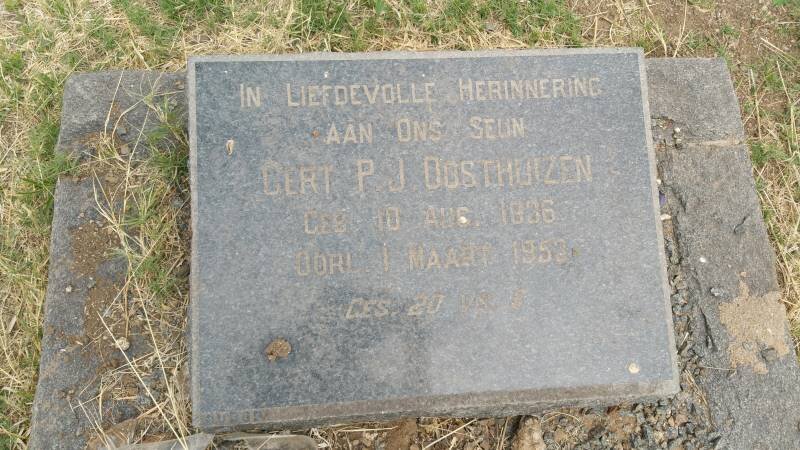 IN LIEFDEVOLLE HERINNERING
AAN ONS SEUN
GERT P. J. OOSTHUIZEN
GEB. 10 AUG. 1936
OORL. 1 MAART 1953
GES. 20 VS. 6